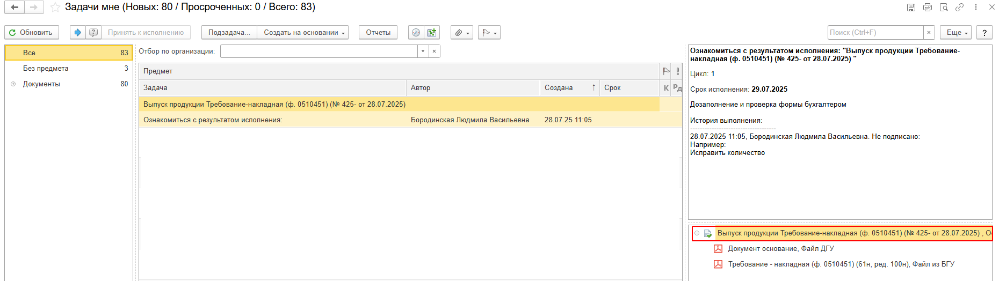 Задачи мне (Новых: 80 / Просроченных: 0 / Всего: 83)
Обновить
Принять к исполнению
Подзадача...
Создать на основании
Отчеты
Поиск (Ctrl+F)
×
Еще
?
Все 83
Без предмета 3
Документы 80
Отбор по организации:
Предмет
Задача Автор Создана ↑ Срок К Рд
Выпуск продукции Требование-накладная (ф. 0510451) (№ 425- от 28.07.2025)
Ознакомиться с результатом исполнения: Бородинская Людмила Васильевна 28.07.25 11:05
Ознакомиться с результатом исполнения: "Выпуск продукции Требование-
накладная (ф. 0510451) (№ 425- от 28.07.2025) "
Цикл: 1
Срок исполнения: 29.07.2025
Дозаполнение и проверка формы бухгалтером
История выполнения:
------------------------------------
28.07.2025 11:05, Бородинская Людмила Васильевна. Не подписано:
Например:
Исправить количество
Выпуск продукции Требование-накладная (ф. 0510451) (№ 425- от 28.07.2025) , Ос
Документ основание, Файл ДГУ
Требование - накладная (ф. 0510451) (61н, ред. 100н), Файл из БГУ